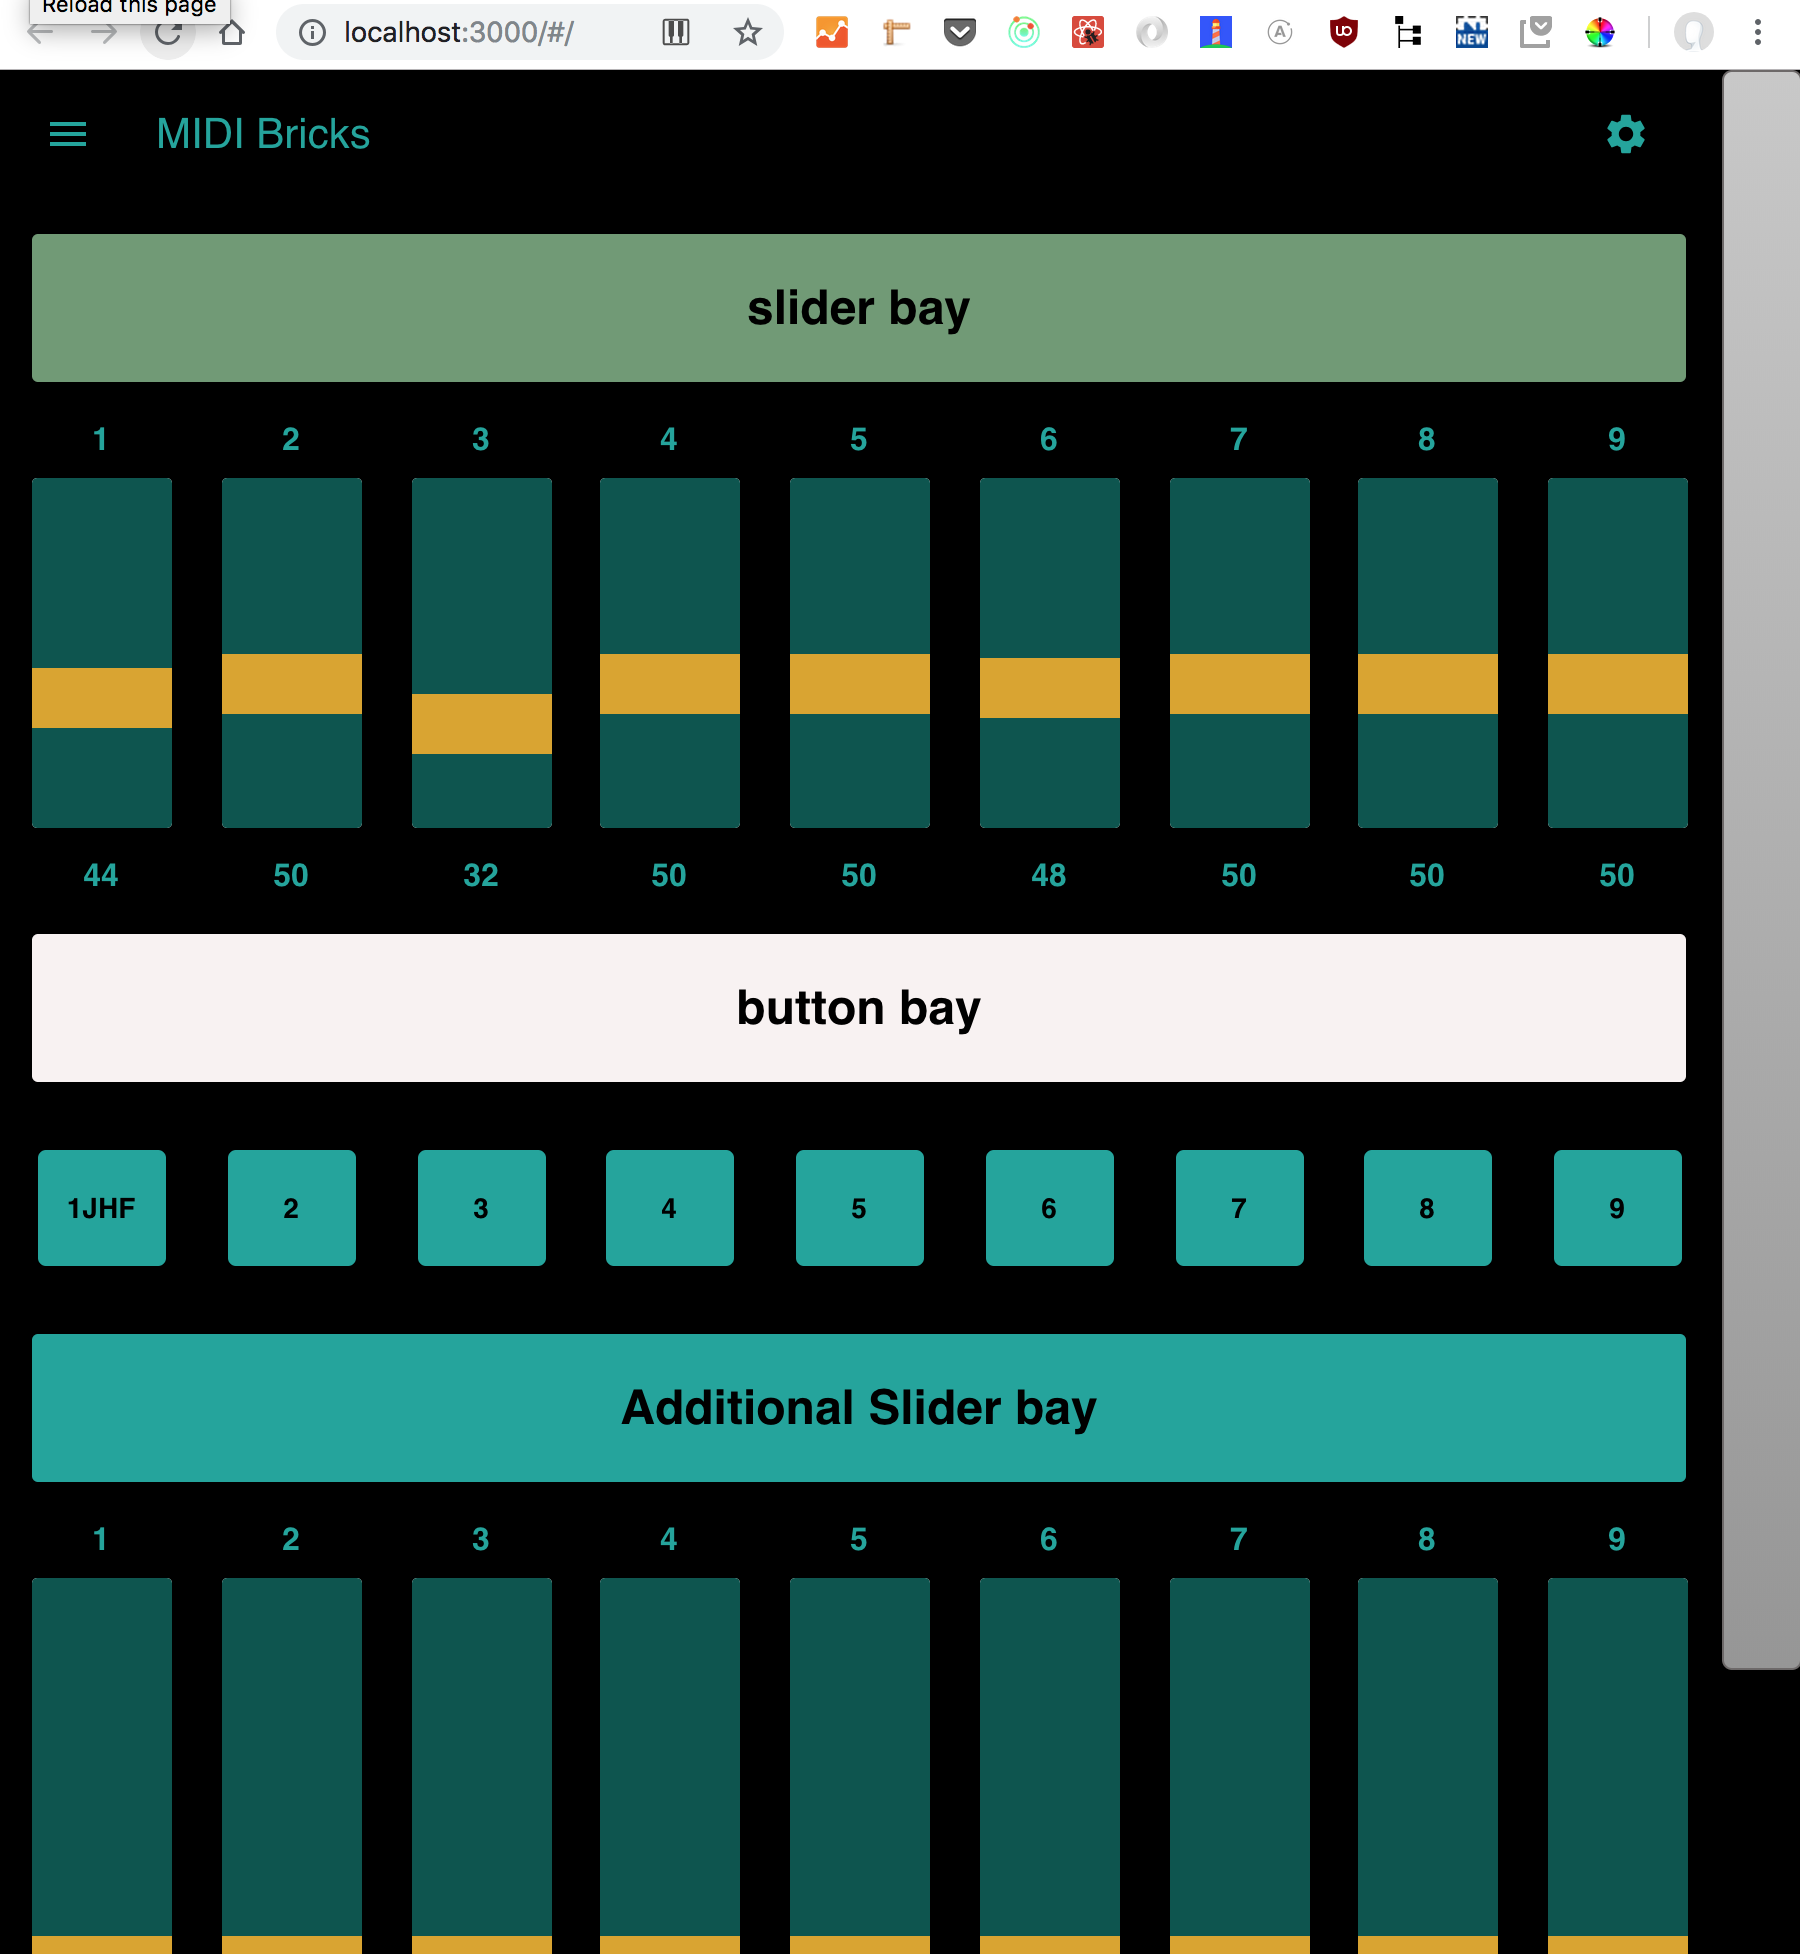 Reload this page
localhost:3000/#/
NEW
MIDI Bricks
slider bay
1 2 3 4 5 6 7 8 9
44 50 32 50 50 48 50 50 50
button bay
1JHF 2 3 4 5 6 7 8 9
Additional Slider bay
1 2 3 4 5 6 7 8 9